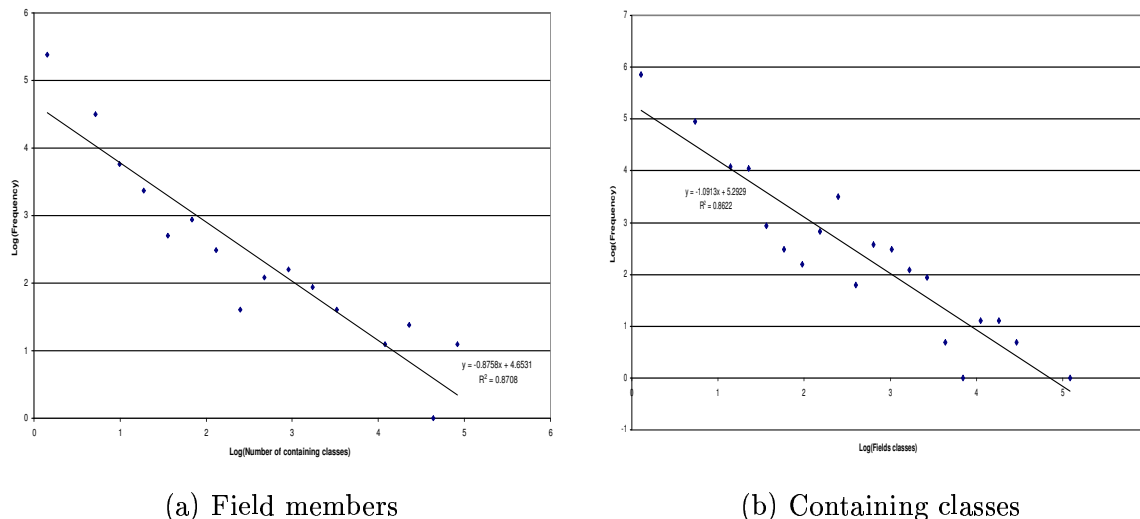 6
5
4
3
2
1
0
Log(Frequency)
y = -0.8758x + 4.6531
R² = 0.8708
0 1 2 3 4 5 6
Log(Number of containing classes)
(a) Field members
7
6
5
4
3
2
1
0
-1
Log(Frequency)
y = -1.0913x + 5.2929
R² = 0.8622
0 1 2 3 4 5
Log(Fields classes)
(b) Containing classes